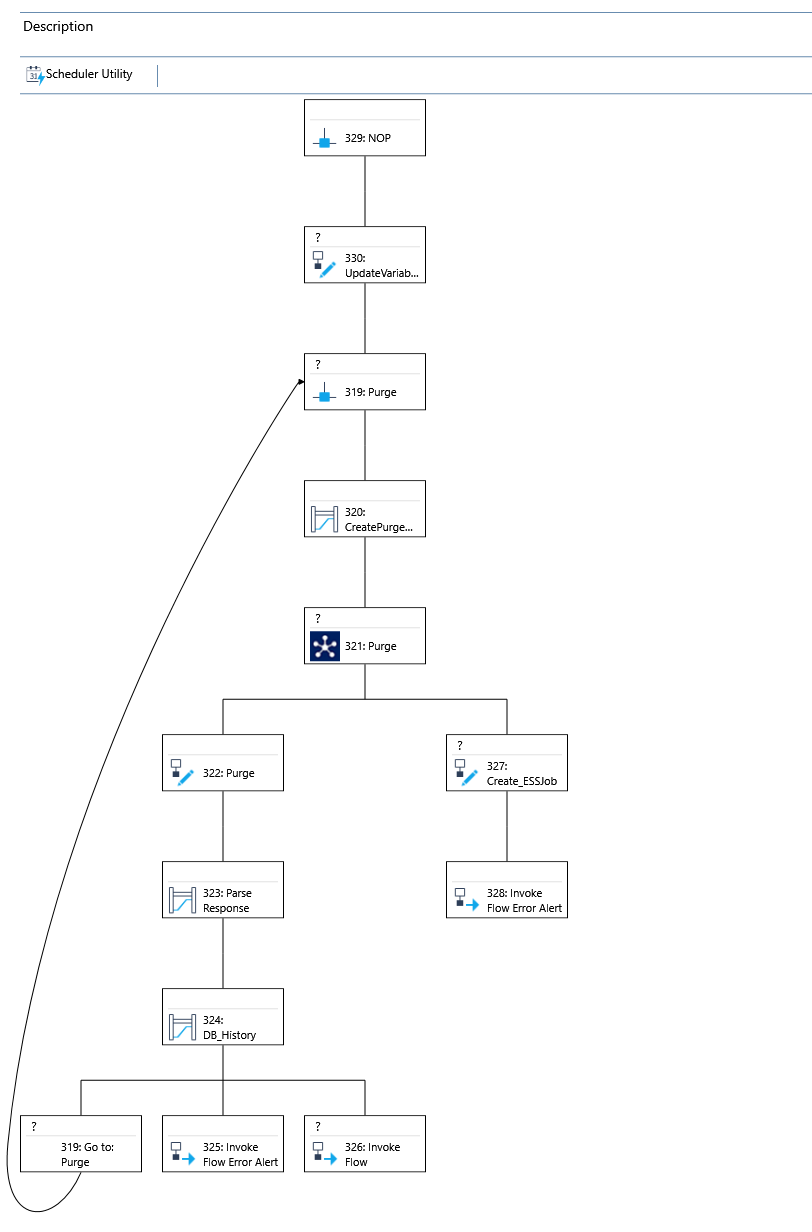 Description
31 Scheduler Utility
329: NOP
?
330:
UpdateVariab...
?
319: Purge
320:
CreatePurge...
?
321: Purge
322: Purge
?
327:
Create_ESSJob
323: Parse
Response
328: Invoke
Flow Error Alert
324:
DB_History
?
319: Go to:
Purge
325: Invoke
Flow Error Alert
?
326: Invoke
Flow